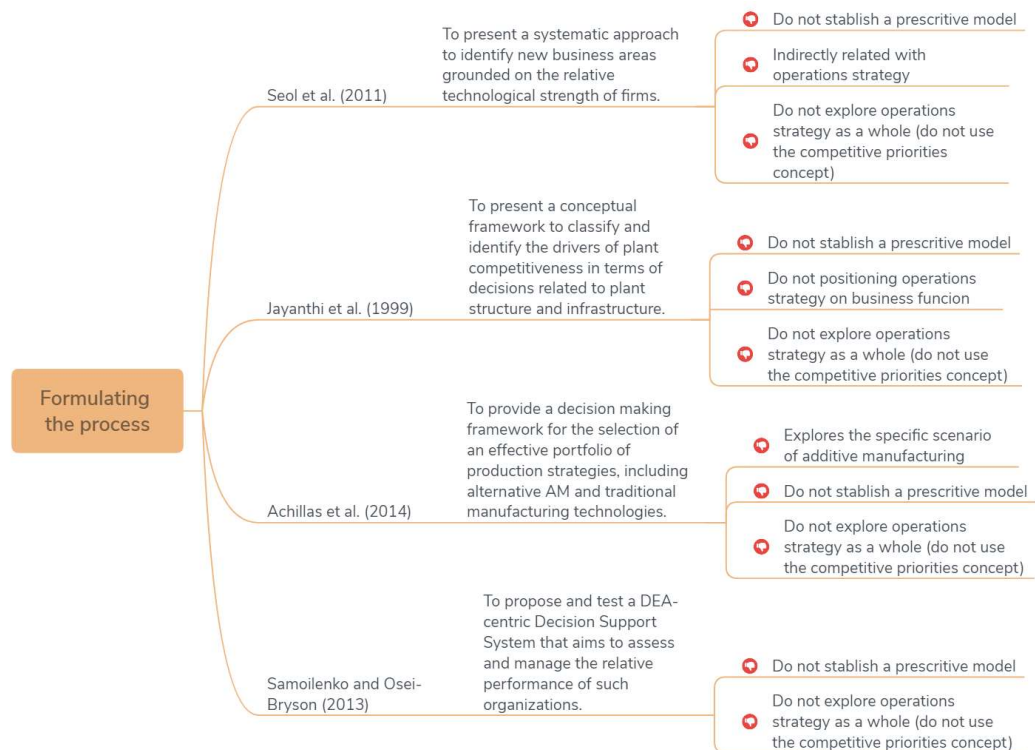 Formulating
the process
Seol et al. (2011)
To present a systematic approach
to identify new business areas
grounded on the relative
technological strength of firms.
Do not stablish a prescritive model
Indirectly related with
operations strategy
Do not explore operations
strategy as a whole (do not use
the competitive priorities
concept)
Jayanthi et al. (1999)
To present a conceptual
framework to classify and
identify the drivers of plant
competitiveness in terms of
decisions related to plant
structure and infrastructure.
Do not stablish a prescritive model
Do not positioning operations
strategy on business funcion
Do not explore operations
strategy as a whole (do not use
the competitive priorities concept)
Achillas et al. (2014)
To provide a decision making
framework for the selection of
an effective portfolio of
production strategies, including
alternative AM and traditional
manufacturing technologies.
Explores the specific scenario
of additive manufacturing
Do not stablish a prescritive model
Do not explore operations
strategy as a whole (do not use
the competitive priorities concept)
Samoilenko and Osei-
Bryson (2013)
To propose and test a DEA-
centric Decision Support
System that aims to assess
and manage the relative
performance of such
organizations.
Do not stablish a prescritive model
Do not explore operations
strategy as a whole (do not use
the competitive priorities concept)